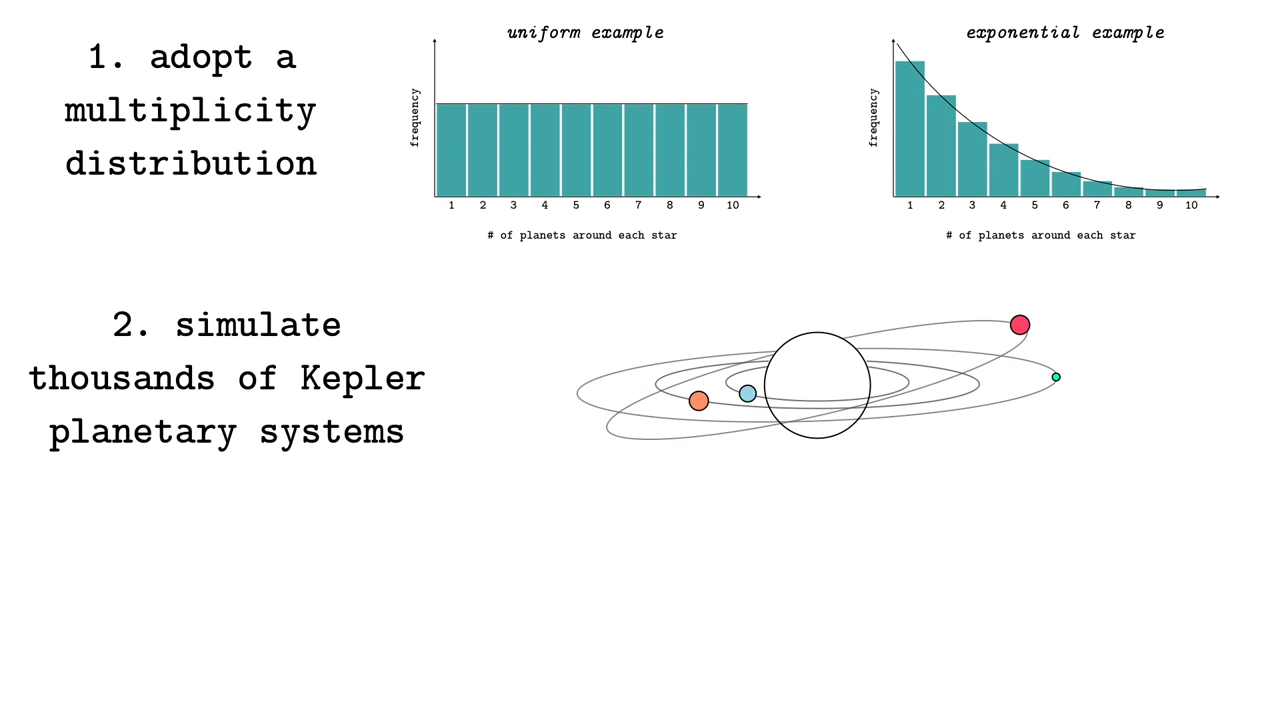 1. adopt a
multiplicity
distribution
uniform example
frequency
1 2 3 4 5 6 7 8 9 10
# of planets around each star
exponential example
frequency
1 2 3 4 5 6 7 8 9 10
# of planets around each star
2. simulate
thousands of Kepler
planetary systems